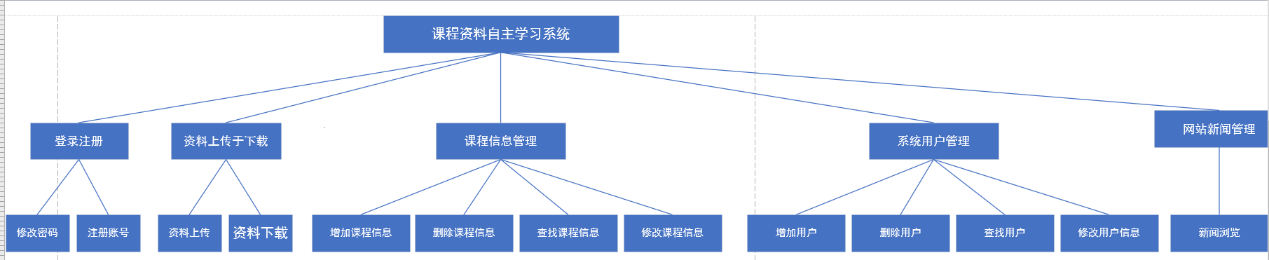 课程资料自主学习系统
登录注册
资料上传于下载
课程信息管理
系统用户管理
网站新闻管理
修改密码
注册账号
资料上传
资料下载
增加课程信息
删除课程信息
查找课程信息
修改课程信息
增加用户
删除用户
查找用户
修改用户信息
新闻浏览